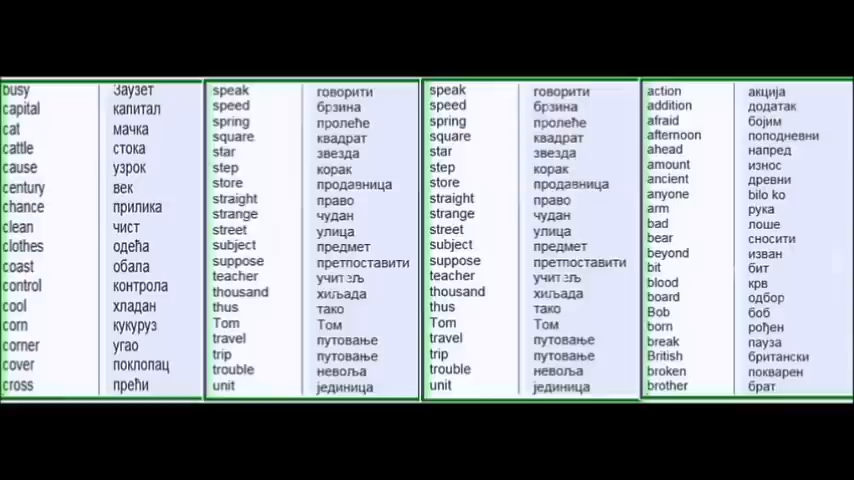 busy заузет
capital капитал
cat мачка
cattle стока
cause узрок
century век
chance прилика
clean чист
clothes одећа
coast обала
control контрола
cool хладан
corn кукуруз
corner угао
cover поклопац
cross прећи
speak говорити
speed брзина
spring пролеће
square квадрат
star звезда
step корак
store продавница
straight право
strange чудан
street улица
subject предмет
suppose претпоставити
teacher учитељ
thousand хиљада
thus тако
Tom Том
travel путовање
trip путовање
trouble невоља
unit јединица
speak говорити
speed брзина
spring пролеће
square квадрат
star звезда
step корак
store продавница
straight право
strange чудан
street улица
subject предмет
suppose претпоставити
teacher учитељ
thousand хиљада
thus тако
Tom Том
travel путовање
trip путовање
trouble невоља
unit јединица
action акција
addition додатак
afraid бојим
afternoon поподневни
ahead напред
amount износ
ancient древни
anyone bilo ko
arm рука
bad лоше
bear сносити
beyond изван
bit бит
blood крв
board одбор
Bob боб
born рођен
break пауза
British британски
broken покварен
brother брат